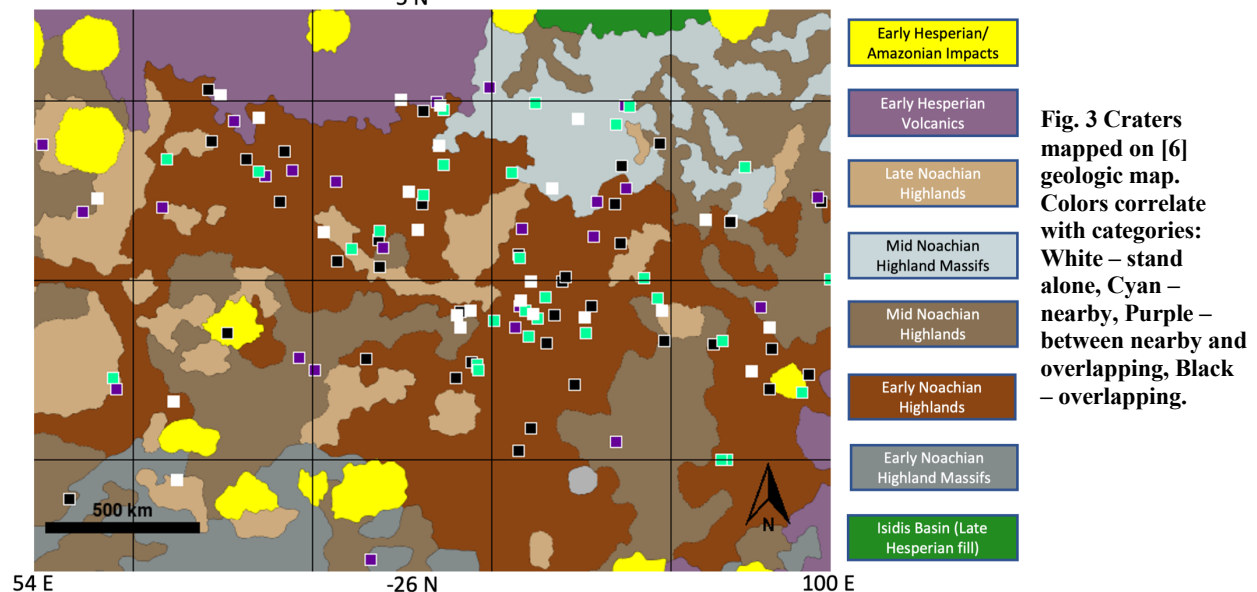 5 N
Early Hesperian/
Amazonian Impacts
Early Hesperian
Volcanics
Late Noachian
Highlands
Mid Noachian
Highland Massifs
Mid Noachian
Highlands
Early Noachian
Highlands
Early Noachian
Highland Massifs
Isidis Basin (Late
Hesperian fill)
Fig. 3 Craters
mapped on [6]
geologic map.
Colors correlate
with categories:
White – stand
alone, Cyan –
nearby, Purple –
between nearby and
overlapping, Black
– overlapping.
500 km
N
54 E
-26 N
100 E